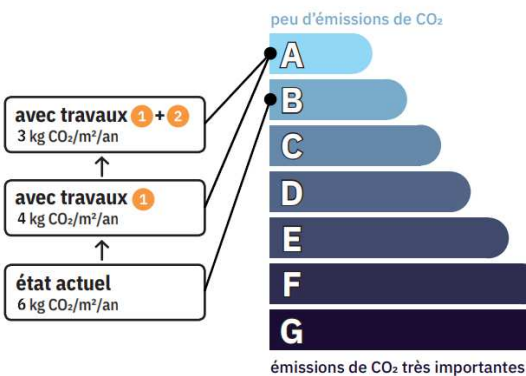 peu d'émissions de CO₂
A
B
C
D
E
F
G
émissions de CO₂ très importantes
avec travaux 1 + 2
3 kg CO₂/m²/an
avec travaux 1
4 kg CO₂/m²/an
état actuel
6 kg CO₂/m²/an